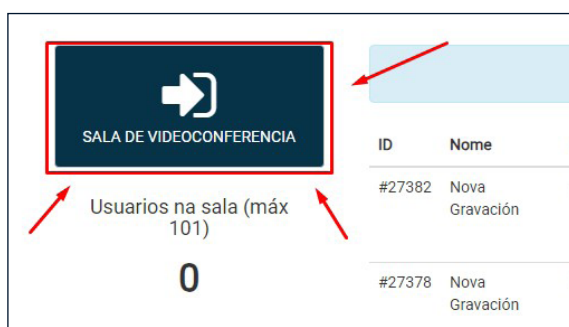 SALA DE VIDEOCONFERENCIA
Usuarios na sala (máx
101)
0
ID Nome
#27382 Nova
Gravación
#27378 Nova
Gravación